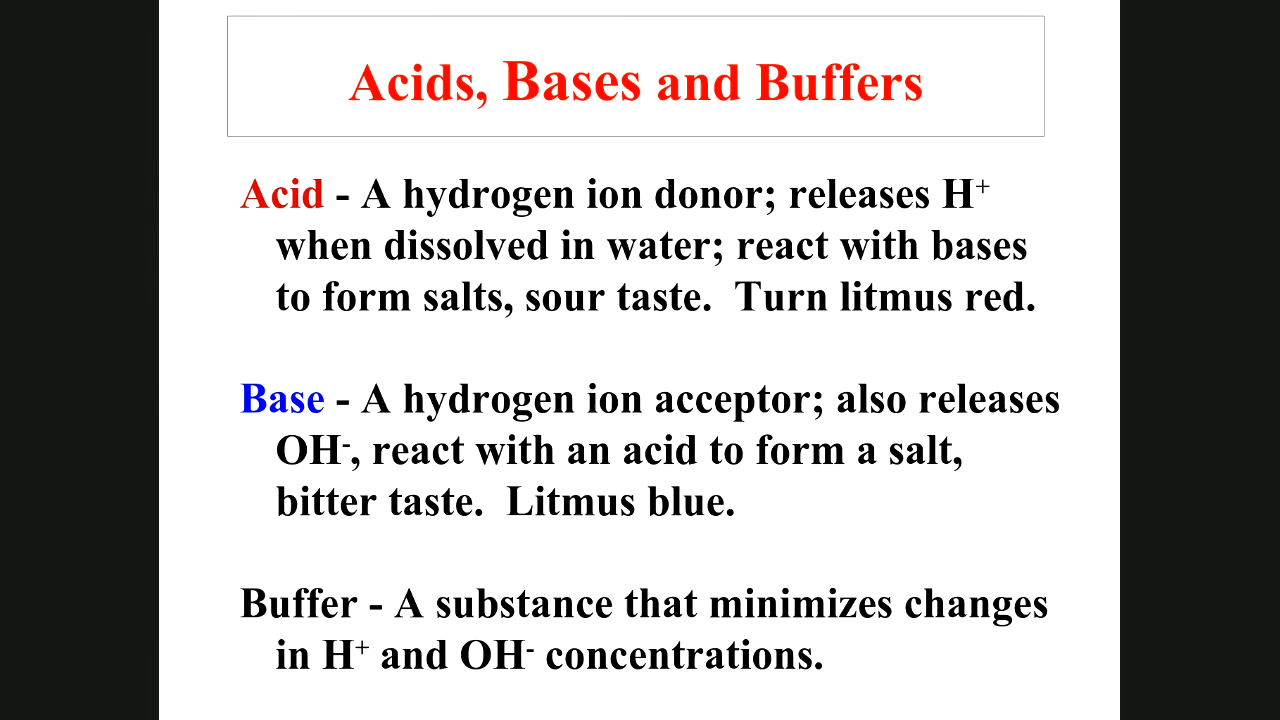 Acids, Bases and Buffers
Acid - A hydrogen ion donor; releases H⁺
when dissolved in water; react with bases
to form salts, sour taste.  Turn litmus red.
Base - A hydrogen ion acceptor; also releases
OH⁻, react with an acid to form a salt,
bitter taste.  Litmus blue.
Buffer - A substance that minimizes changes
in H⁺ and OH⁻ concentrations.